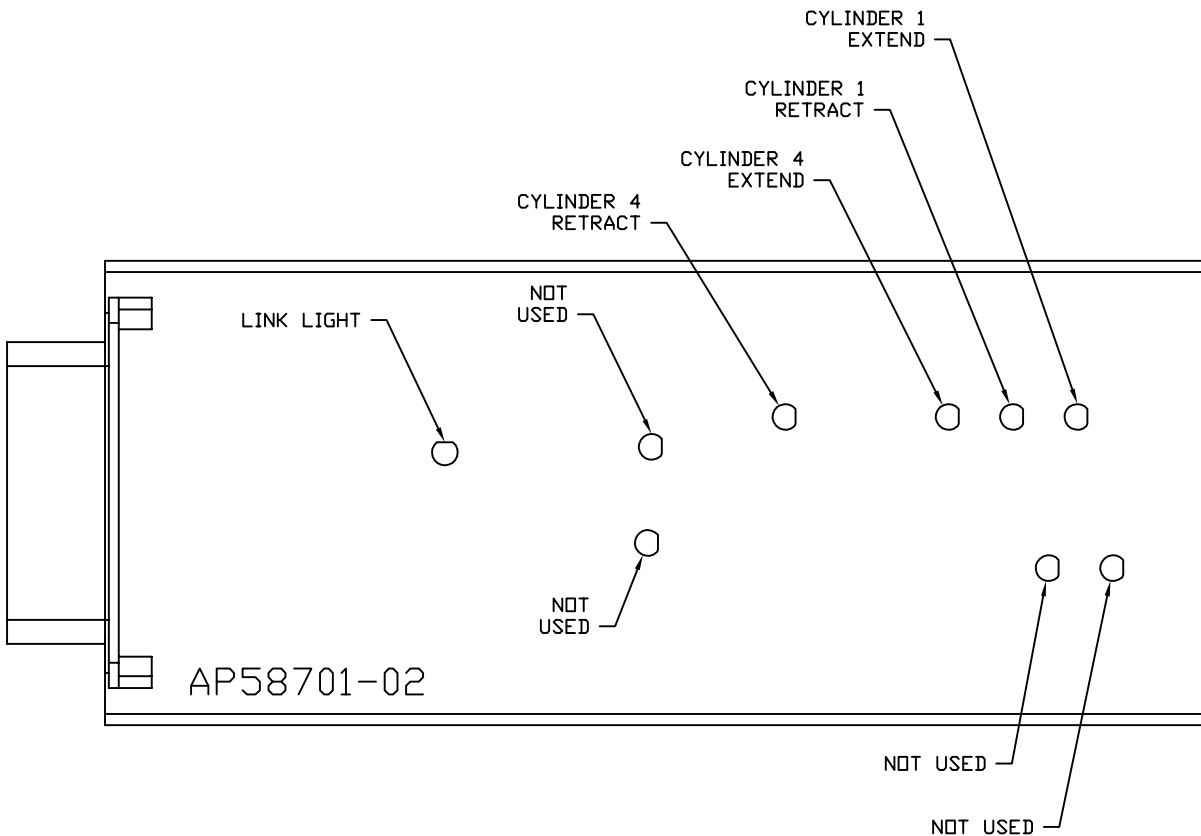 CYLINDER 1
EXTEND
CYLINDER 1
RETRACT
CYLINDER 4
EXTEND
CYLINDER 4
RETRACT
NOT
USED
LINK LIGHT
NOT
USED
AP58701-02
NOT USED
NOT USED